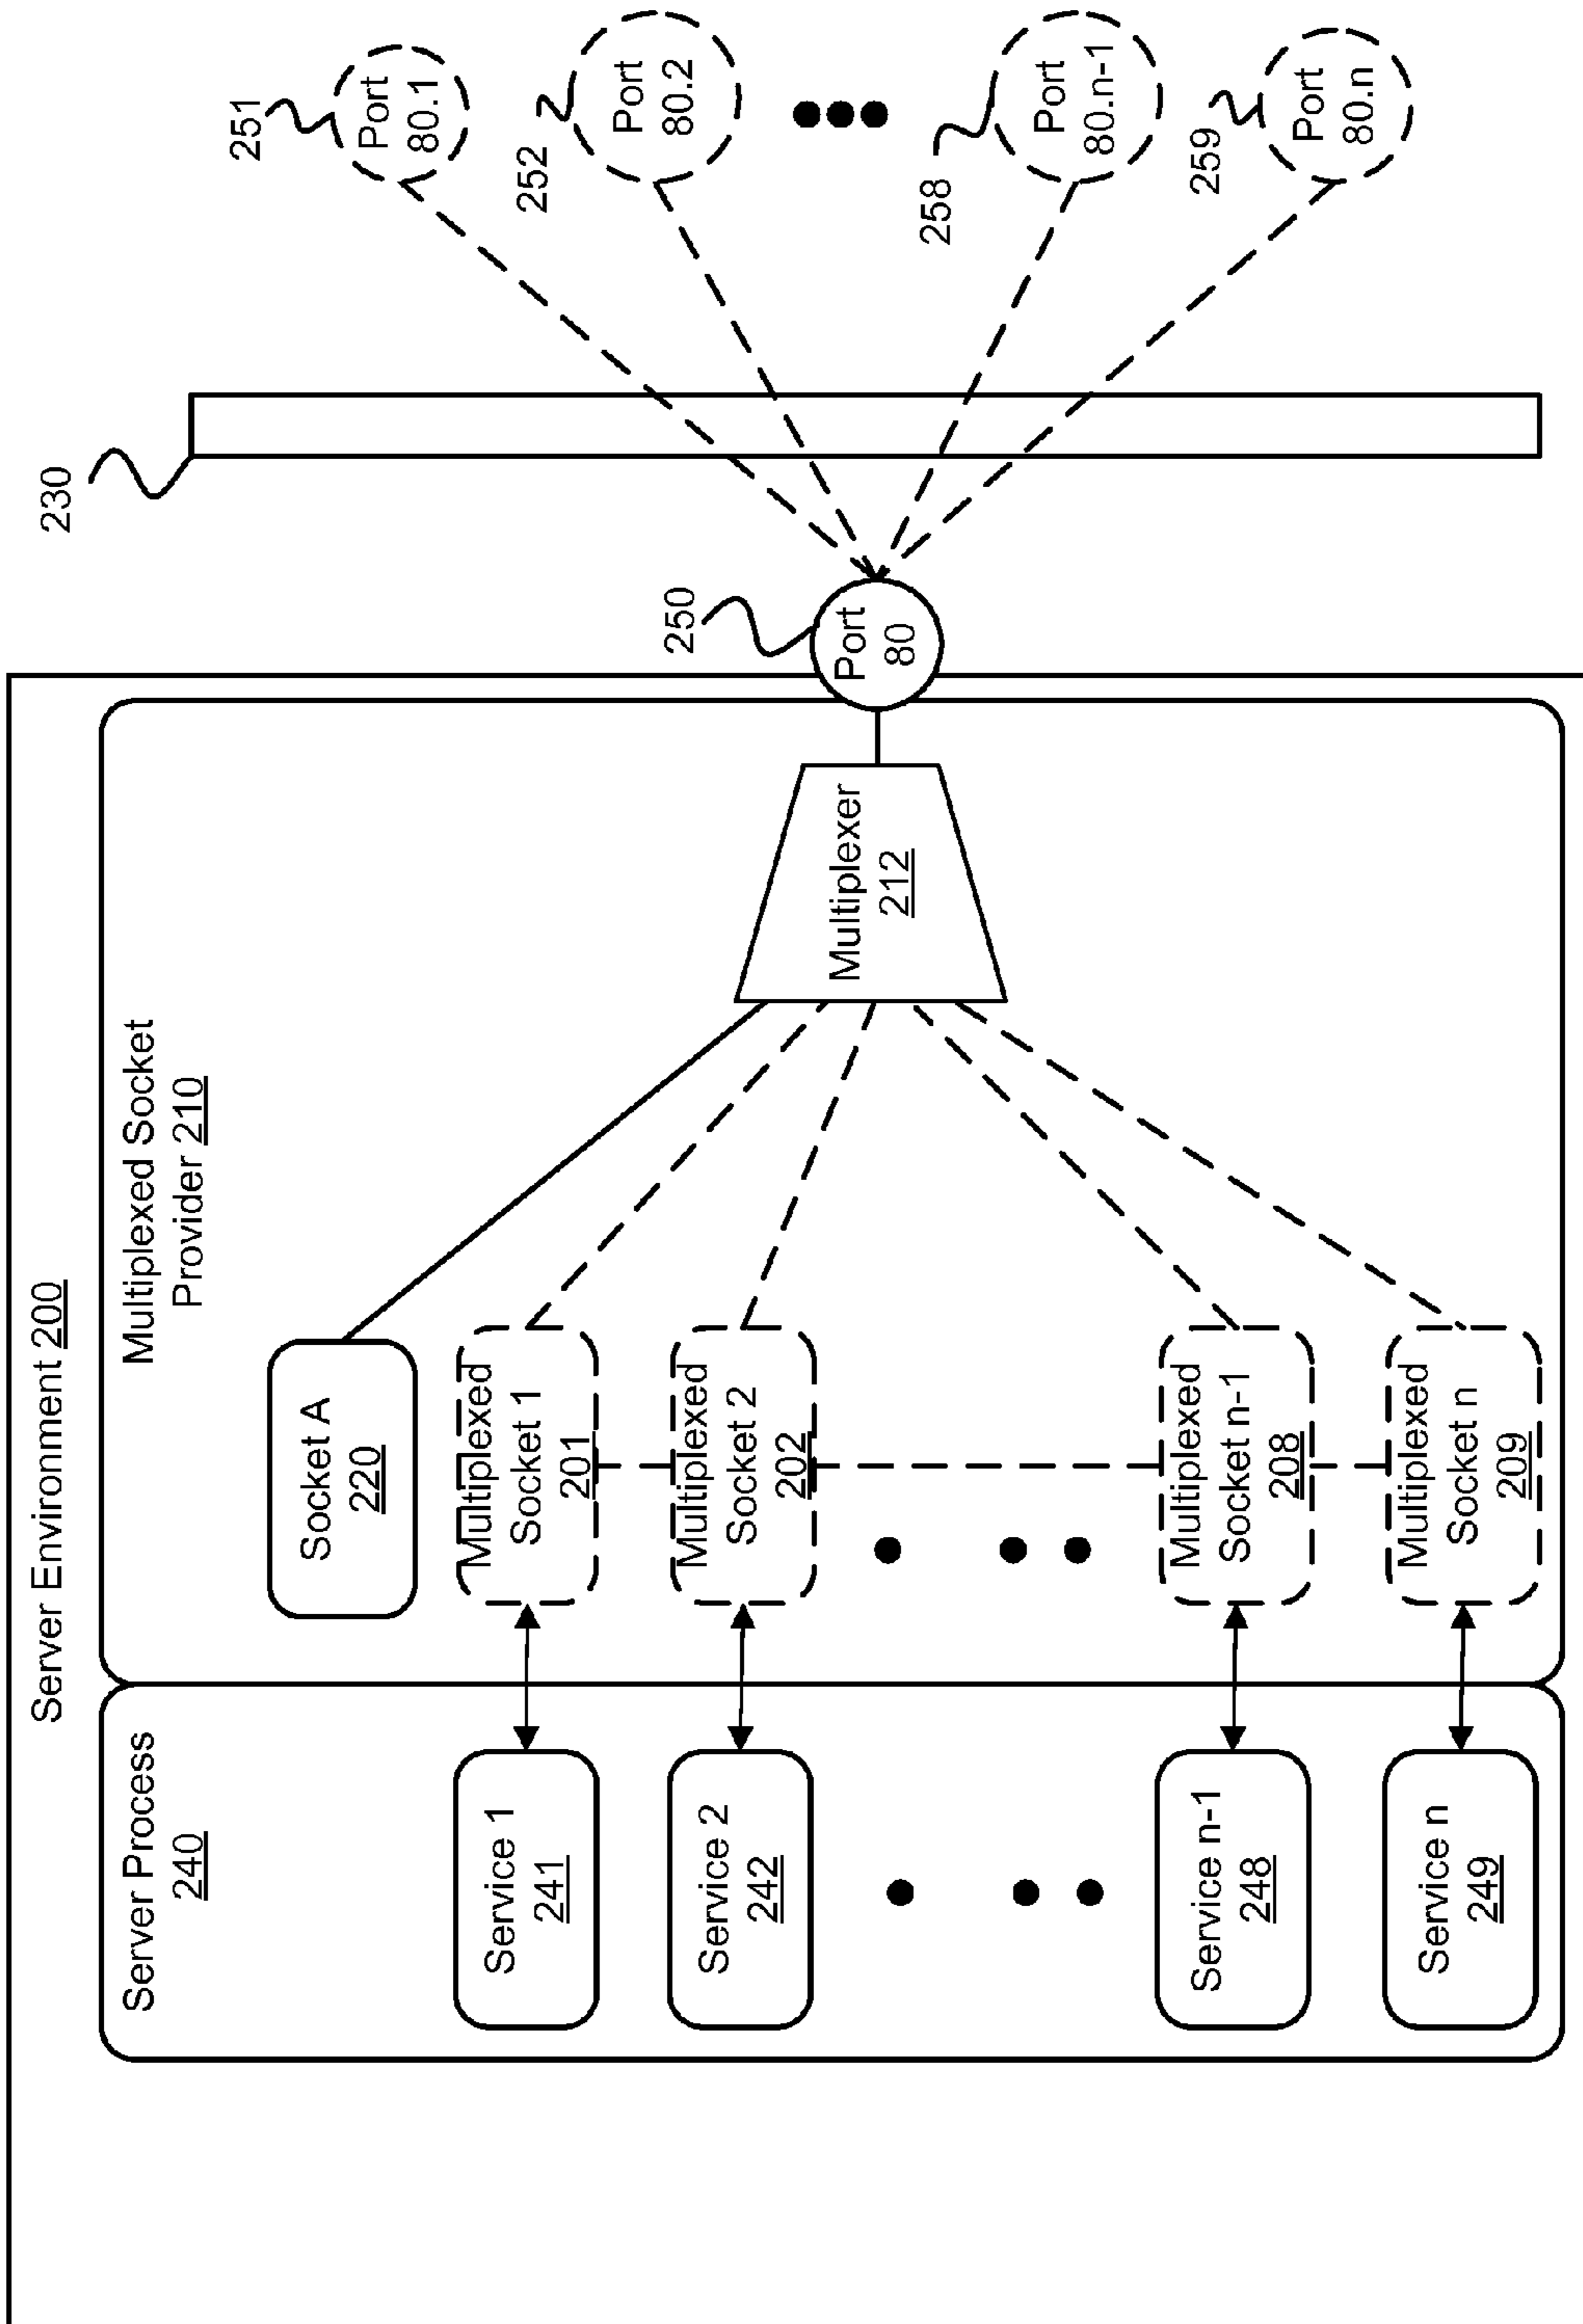 Server Environment 200
Server Process
240
Service 1
241
Service 2
242
Service n-1
248
Service n
249
Multiplexed Socket
Provider 210
Socket A
220
Multiplexed
Socket 1
201
Multiplexed
Socket 2
202
Multiplexed
Socket n-1
208
Multiplexed
Socket n
209
Multiplexer
212
250
Port
80
230
251
Port
80.1
252
Port
80.2
258
Port
80.n-1
259
Port
80.n